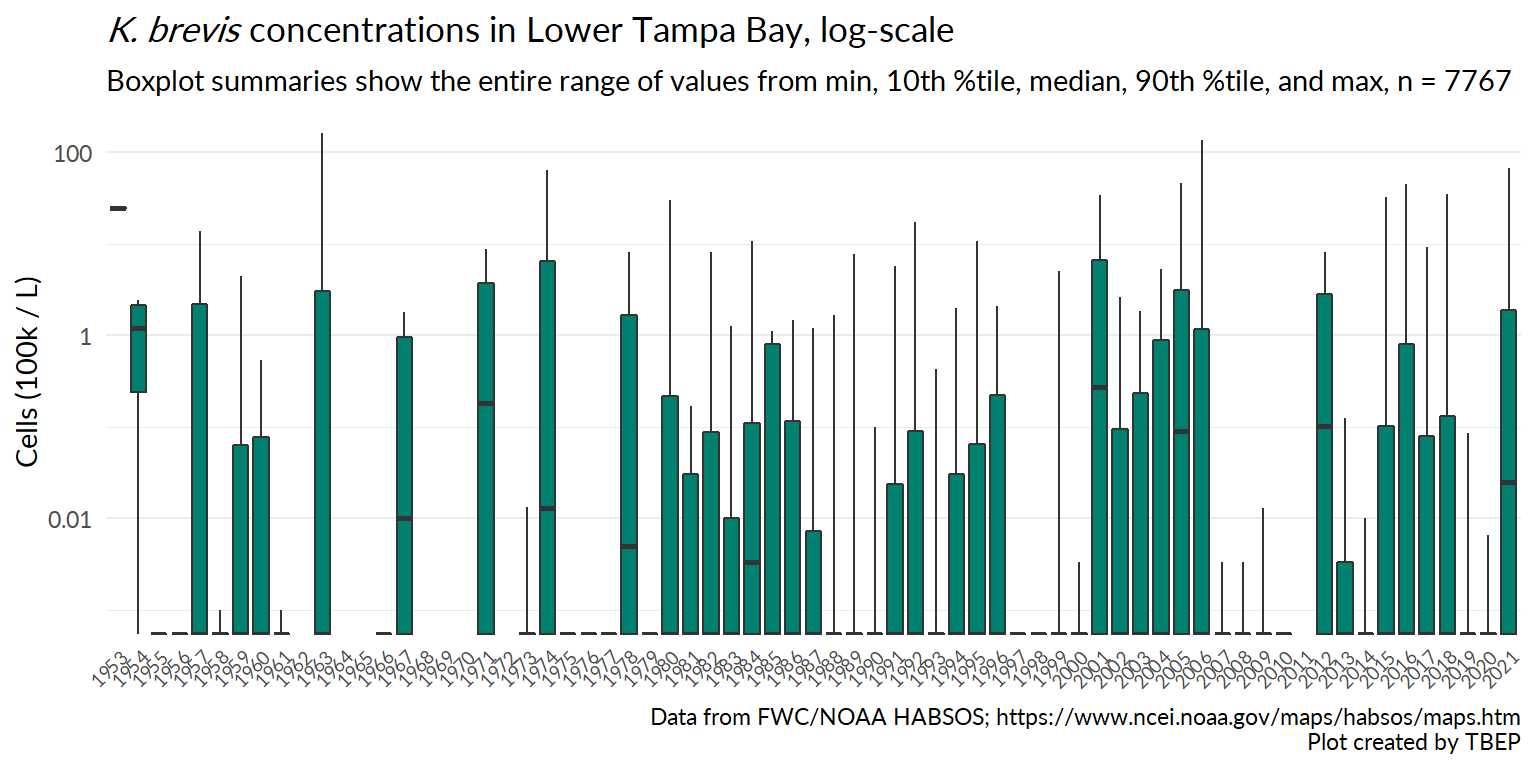 K. brevis concentrations in Lower Tampa Bay, log-scale
Boxplot summaries show the entire range of values from min, 10th %tile, median, 90th %tile, and max, n = 7767
100
1
0.01
Cells (100k / L)
1953 1954 1955 1956 1957 1958 1959 1960 1961 1962 1963 1964 1965 1966 1967 1968 1969 1970 1971 1972 1973 1974 1975 1976 1977 1978 1979 1980 1981 1982 1983 1984 1985 1986 1987 1988 1989 1990 1991 1992 1993 1994 1995 1996 1997 1998 1999 2000 2001 2002 2003 2004 2005 2006 2007 2008 2009 2010 2011 2012 2013 2014 2015 2016 2017 2018 2019 2020 2021
Data from FWC/NOAA HABSOS; https://www.ncei.noaa.gov/maps/habsos/maps.htm
Plot created by TBEP